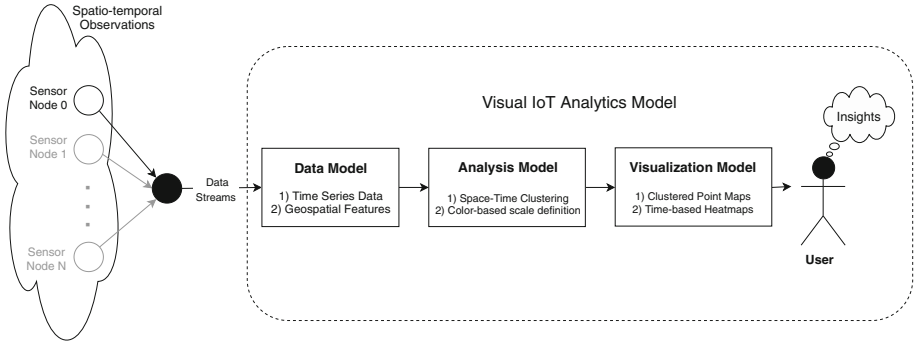 Spatio-temporal
Observations
Sensor
Node 0
Sensor
Node 1
Sensor
Node N
Data
Streams
Visual IoT Analytics Model
Data Model
1) Time Series Data
2) Geospatial Features
Analysis Model
1) Space-Time Clustering
2) Color-based scale definition
Visualization Model
1) Clustered Point Maps
2) Time-based Heatmaps
Insights
User